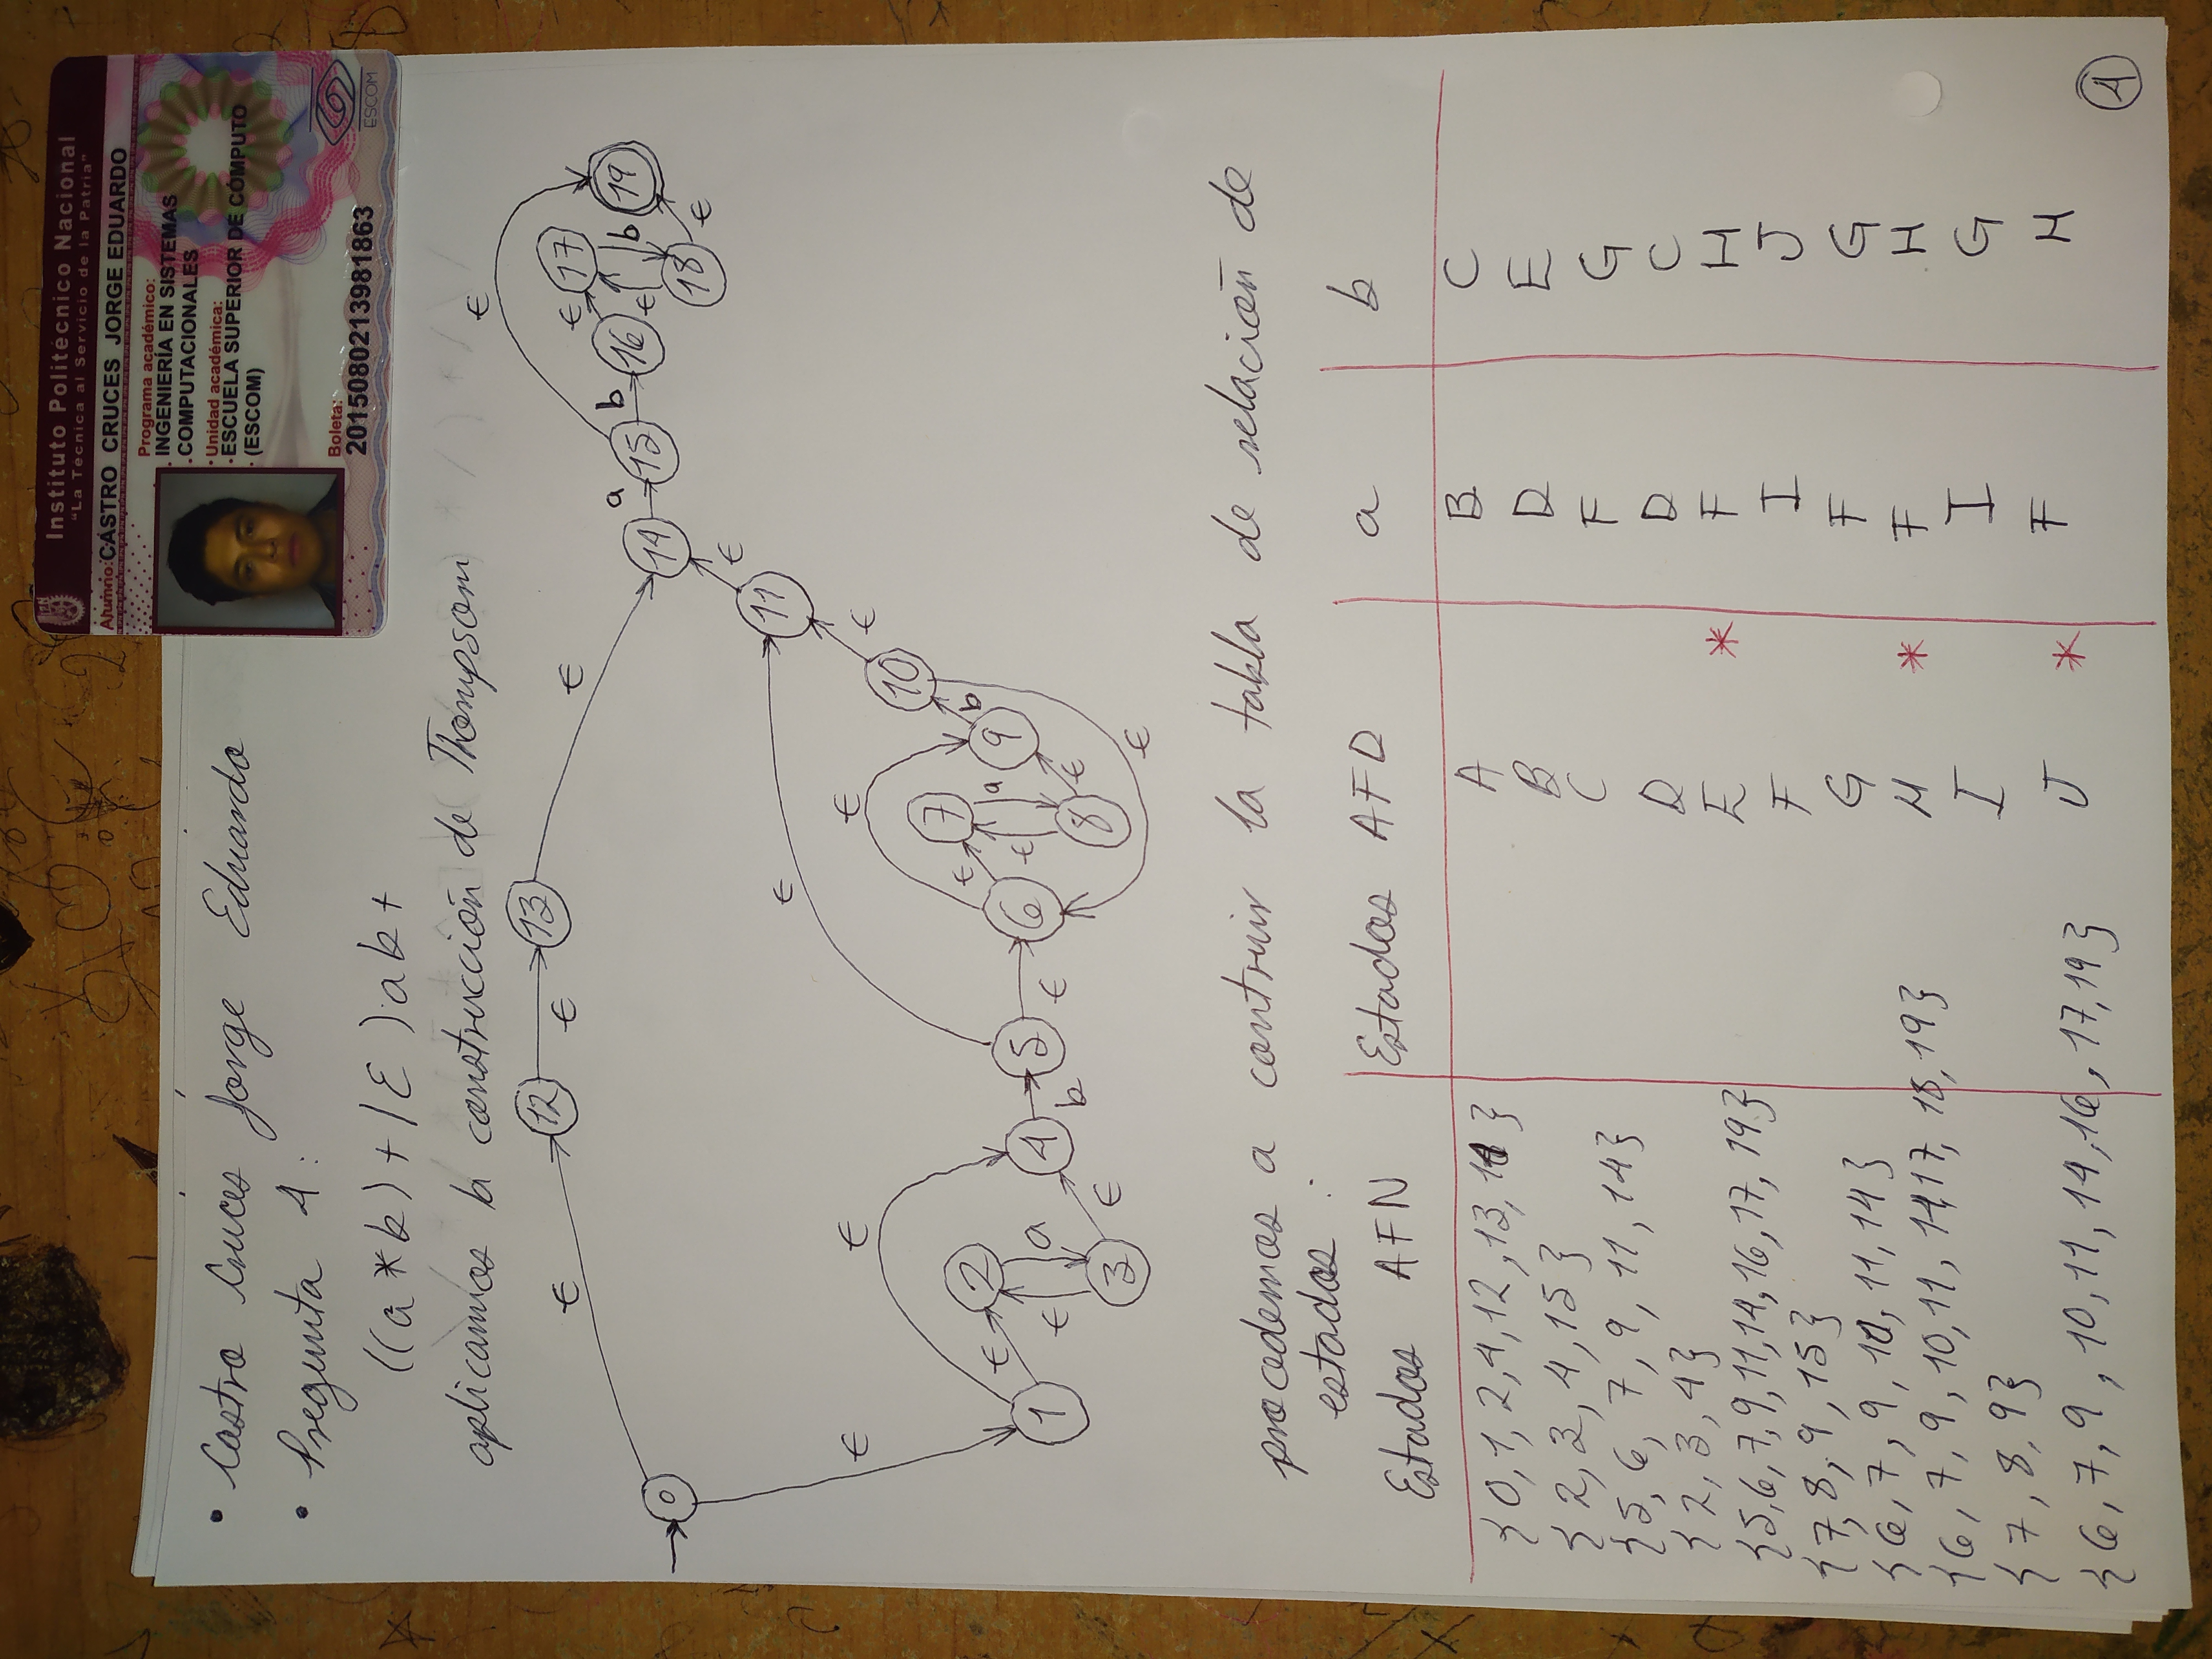 Instituto Politécnico Nacional
"La Técnica al Servicio de la Patria"
Alumno: CASTRO CRUCES JORGE EDUARDO
Programa académico:
INGENIERÍA EN SISTEMAS
COMPUTACIONALES
Unidad académica:
ESCUELA SUPERIOR DE CÓMPUTO
(ESCOM)
Boleta:
2015080213981863
ESCOM
• Castro Cruces Jorge Eduardo
• Pregunta 4:
((a*b)+|ε)ab+
aplicamos la construcción de Thompsom
ε
12 ε 13 ε a b ε 17
ε 0 14 15 16 ε b 19
18 ε
ε
ε 11
ε ε ε
ε 10
ε 2 ε 7 b
1 ε a 4 b 5 ε 6 ε a 9
3 ε 8 ε
ε
procedemos a contruir la tabla de relación de
estados :
Estados AFN Estados AFD a b
{0,1,2,4,12,13,14} A B C
{2,3,4,15} B D E
{5,6,7,9,11,14} C F G
{2,3,4} D D C
{5,6,7,9,11,14,16,17,19} E * F H
{7,8,9,15} F I J
{6,7,9,10,11,14} G F G
{6,7,9,10,11,14,17,18,19} H * F H
{7,8,9} I I G
{6,7,9,10,11,14,16,17,19} J * F H
4